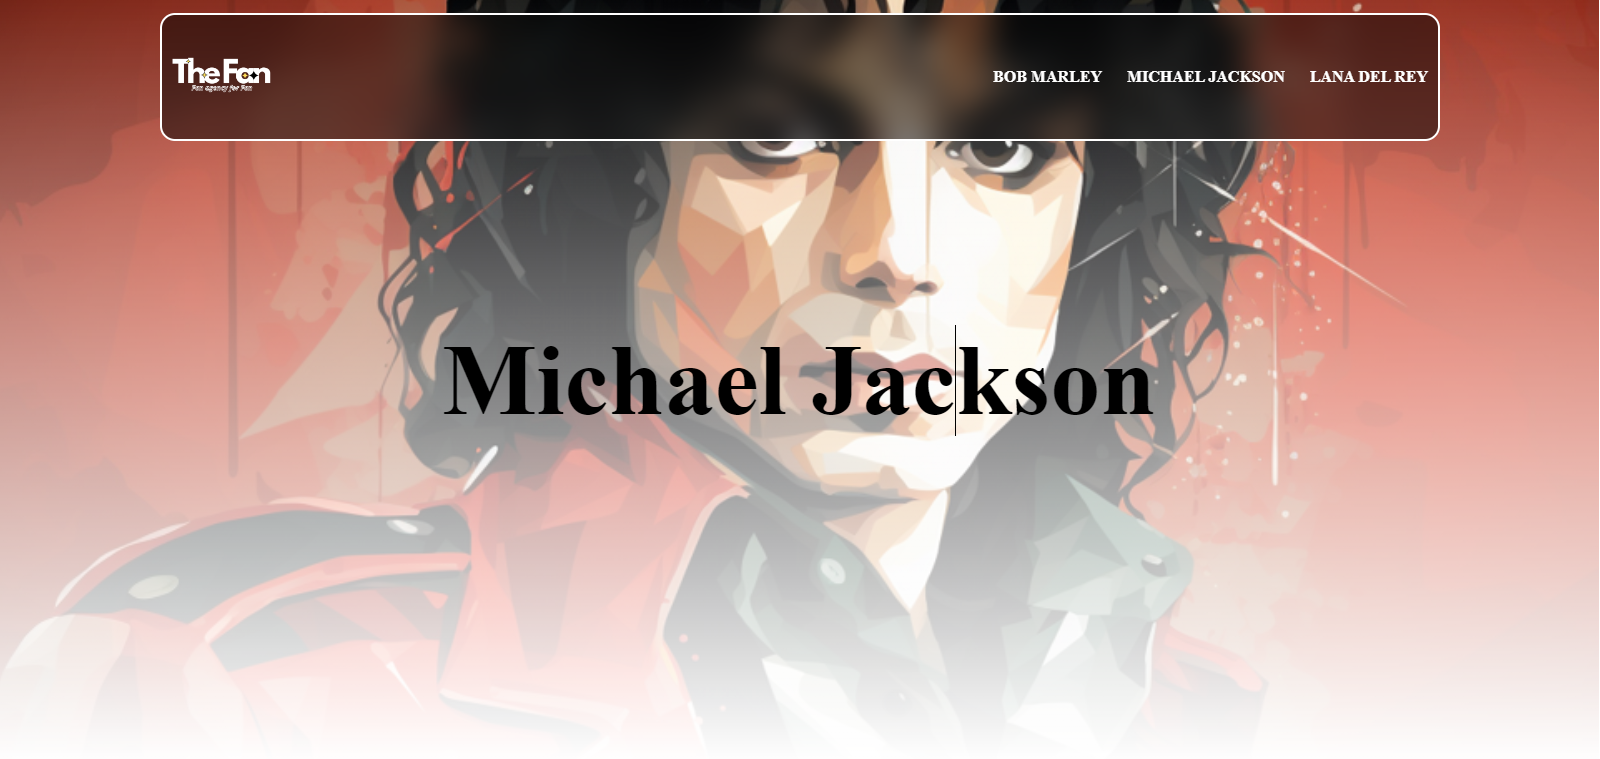 The Fan
Fan agency for Fan
BOB MARLEY MICHAEL JACKSON LANA DEL REY
Michael Jackson